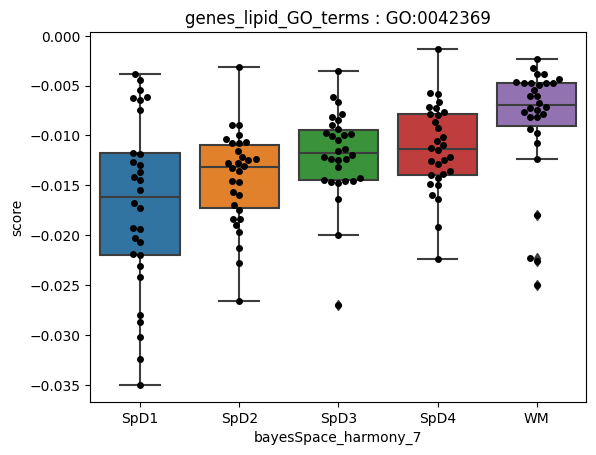 genes_lipid_GO_terms : GO:0042369
0.000
−0.005
−0.010
−0.015
−0.020
−0.025
−0.030
−0.035
score
SpD1 SpD2 SpD3 SpD4 WM
bayesSpace_harmony_7